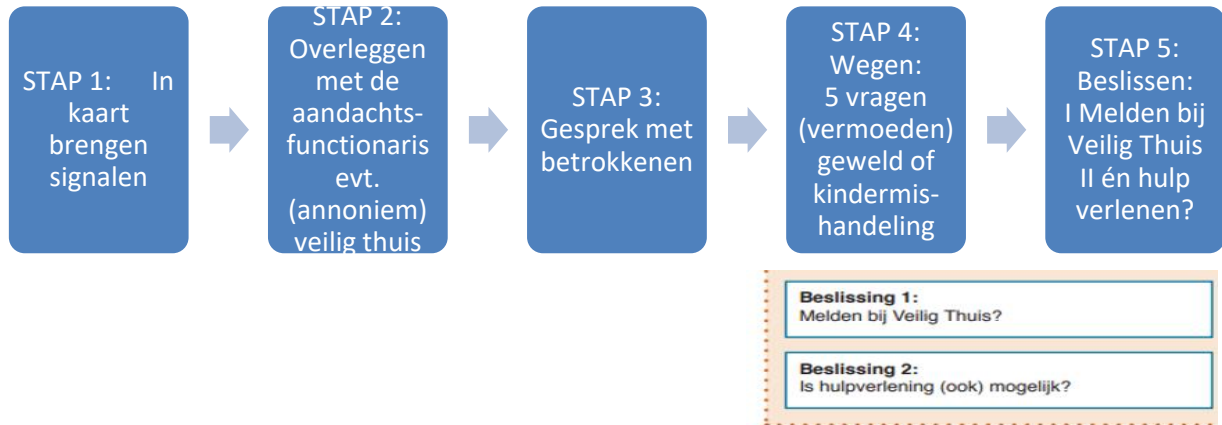 STAP 1: In
kaart
brengen
signalen
STAP 2:
Overleggen
met de
aandachts-
functionaris
evt.
(annoniem)
veilig thuis
STAP 3:
Gesprek met
betrokkenen
STAP 4:
Wegen:
5 vragen
(vermoeden)
geweld of
kindermis-
handeling
STAP 5:
Beslissen:
I Melden bij
Veilig Thuis
II én hulp
verlenen?
Beslissing 1:
Melden bij Veilig Thuis?
Beslissing 2:
Is hulpverlening (ook) mogelijk?